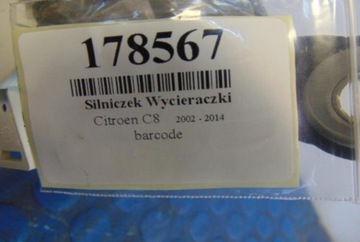 178567
Silniczek Wycieraczki
Citroen C8 2002 - 2014
barcode